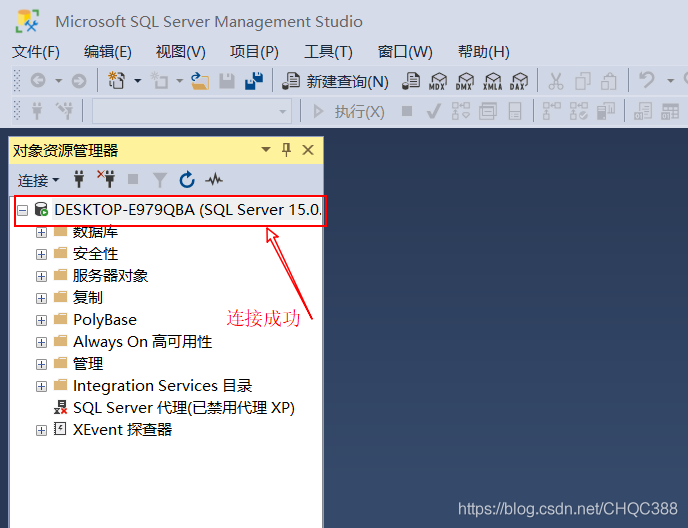 Microsoft SQL Server Management Studio
文件(F) 编辑(E) 视图(V) 项目(P) 工具(T) 窗口(W) 帮助(H)
新建查询(N) MDX DMX XMLA DAX
执行(X)
对象资源管理器
连接
DESKTOP-E979QBA (SQL Server 15.0.
数据库
安全性
服务器对象
复制
连接成功
PolyBase
Always On 高可用性
管理
Integration Services 目录
SQL Server 代理(已禁用代理 XP)
XEvent 探查器
https://blog.csdn.net/CHQC388